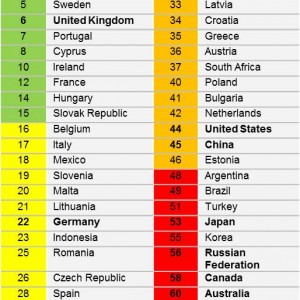 5 Sweden 33 Latvia
6 United Kingdom 34 Croatia
7 Portugal 35 Greece
8 Cyprus 36 Austria
10 Ireland 37 South Africa
12 France 40 Poland
14 Hungary 41 Bulgaria
15 Slovak Republic 42 Netherlands
16 Belgium 44 United States
17 Italy 45 China
18 Mexico 46 Estonia
19 Slovenia 48 Argentina
20 Malta 49 Brazil
21 Lithuania 51 Turkey
22 Germany 53 Japan
23 Indonesia 55 Korea
25 Romania 56 Russian
Federation
26 Czech Republic 58 Canada
28 Spain 60 Australia